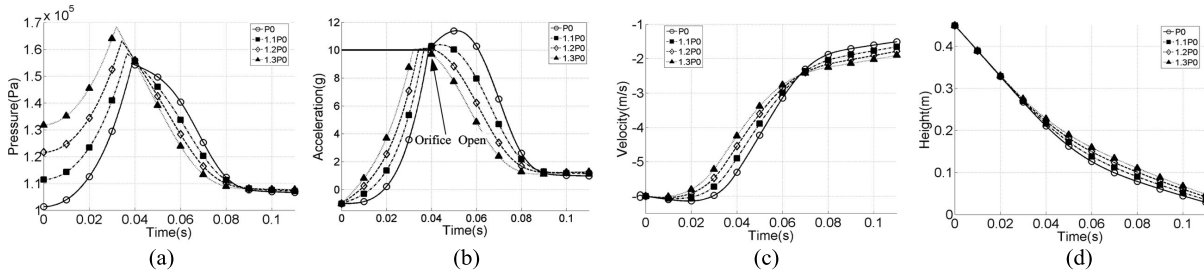 1.7 x 10⁵
1.6
1.5
1.4
1.3
1.2
1.1
1
Pressure(Pa)
0 0.02 0.04 0.06 0.08 0.1
Time(s)
P0
1.1P0
1.2P0
1.3P0
(a)
14
12
10
8
6
4
2
0
-2
Acceleration(g)
0 0.02 0.04 0.06 0.08 0.1
Time(s)
P0
1.1P0
1.2P0
1.3P0
Orifice Open
(b)
-1
-2
-3
-4
-5
-6
Velocity(m/s)
0 0.02 0.04 0.06 0.08 0.1
Time(s)
P0
1.1P0
1.2P0
1.3P0
(c)
0.4
0.3
0.2
0.1
0
Height(m)
0 0.02 0.04 0.06 0.08 0.1
Time(s)
P0
1.1P0
1.2P0
1.3P0
(d)